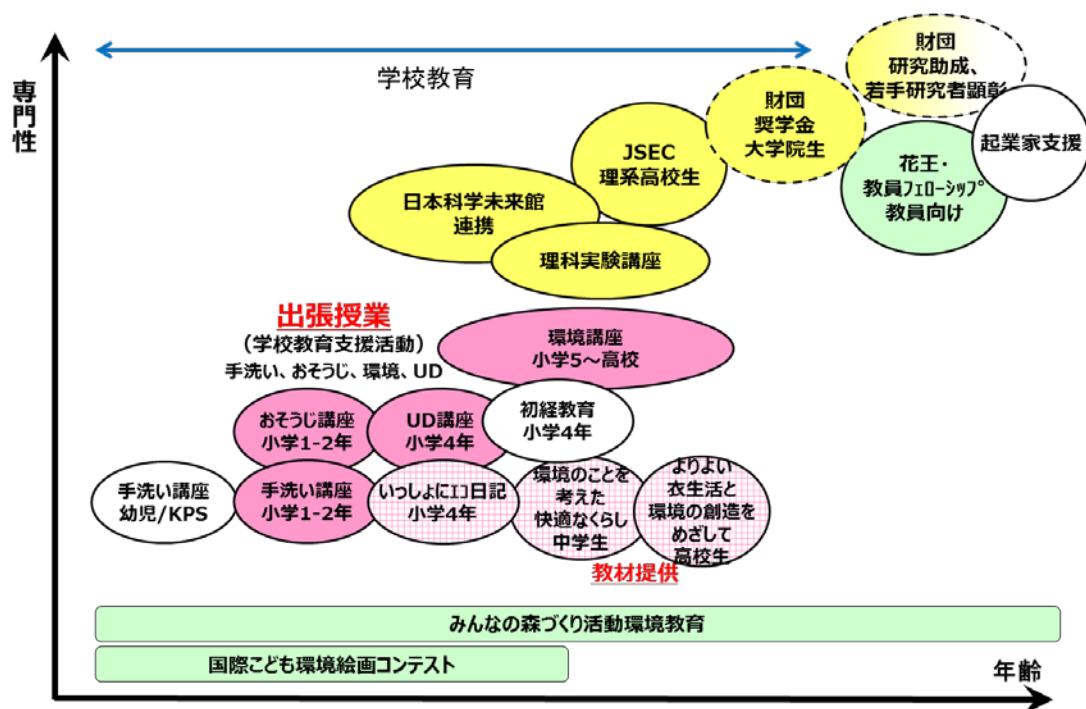 専門性
学校教育
財団
研究助成、
若手研究者顕彰
起業家支援
財団
奨学金
大学院生
花王・
教員ﾌｪﾛｰｼｯﾌﾟ
教員向け
JSEC
理系高校生
日本科学未来館
連携
理科実験講座
出張授業
（学校教育支援活動）
手洗い、おそうじ、環境、UD
環境講座
小学5～高校
おそうじ講座
小学1-2年
UD講座
小学4年
初経教育
小学4年
手洗い講座
幼児/KPS
手洗い講座
小学1-2年
いっしょにｴｺ日記
小学4年
環境のことを
考えた
快適なくらし
中学生
よりよい
衣生活と
環境の創造を
めざして
高校生
教材提供
みんなの森づくり活動環境教育
国際こども環境絵画コンテスト
年齢